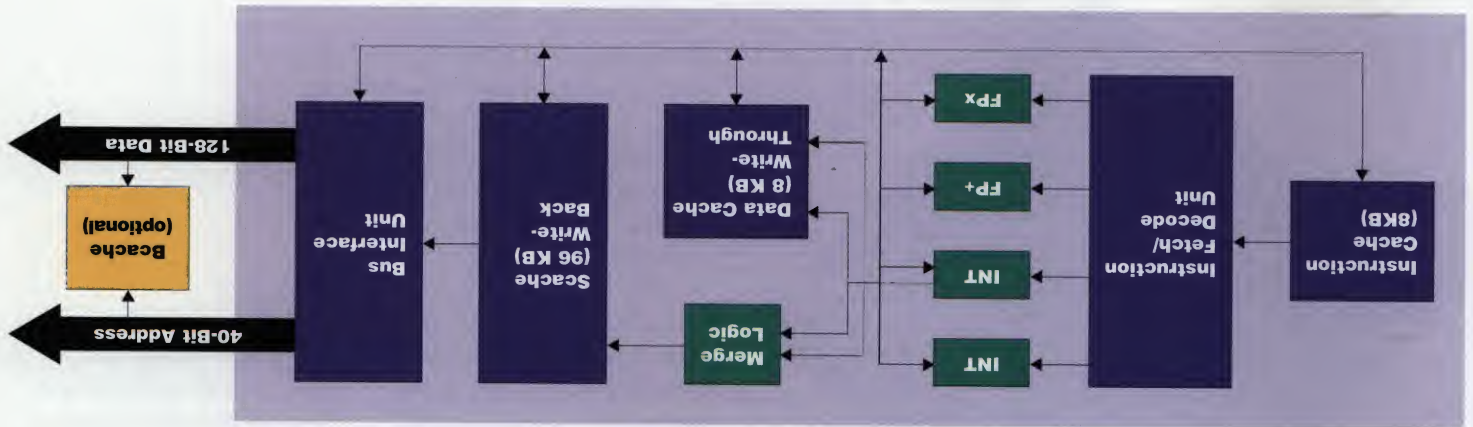 Instruction
Cache
(8KB)
Instruction
Fetch/
Decode
Unit
INT
INT
FP+
FPx
Merge
Logic
Data Cache
(8 KB)
Write-
Through
Scache
(96 KB)
Write-
Back
Bus
Interface
Unit
40-Bit Address
Bcache
(optional)
128-Bit Data